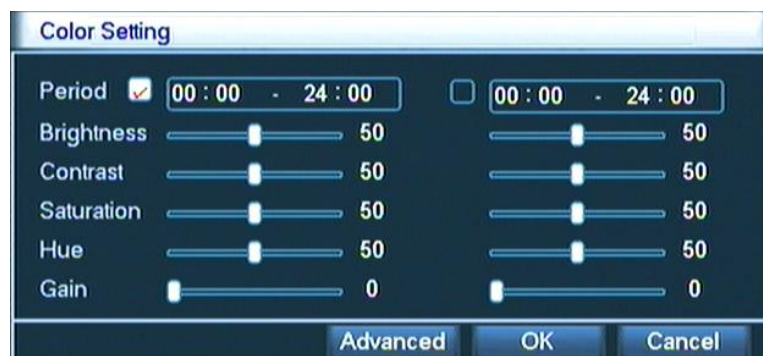 Color Setting
Period 00:00 - 24:00 00:00 - 24:00
Brightness 50 50
Contrast 50 50
Saturation 50 50
Hue 50 50
Gain 0 0
Advanced OK Cancel